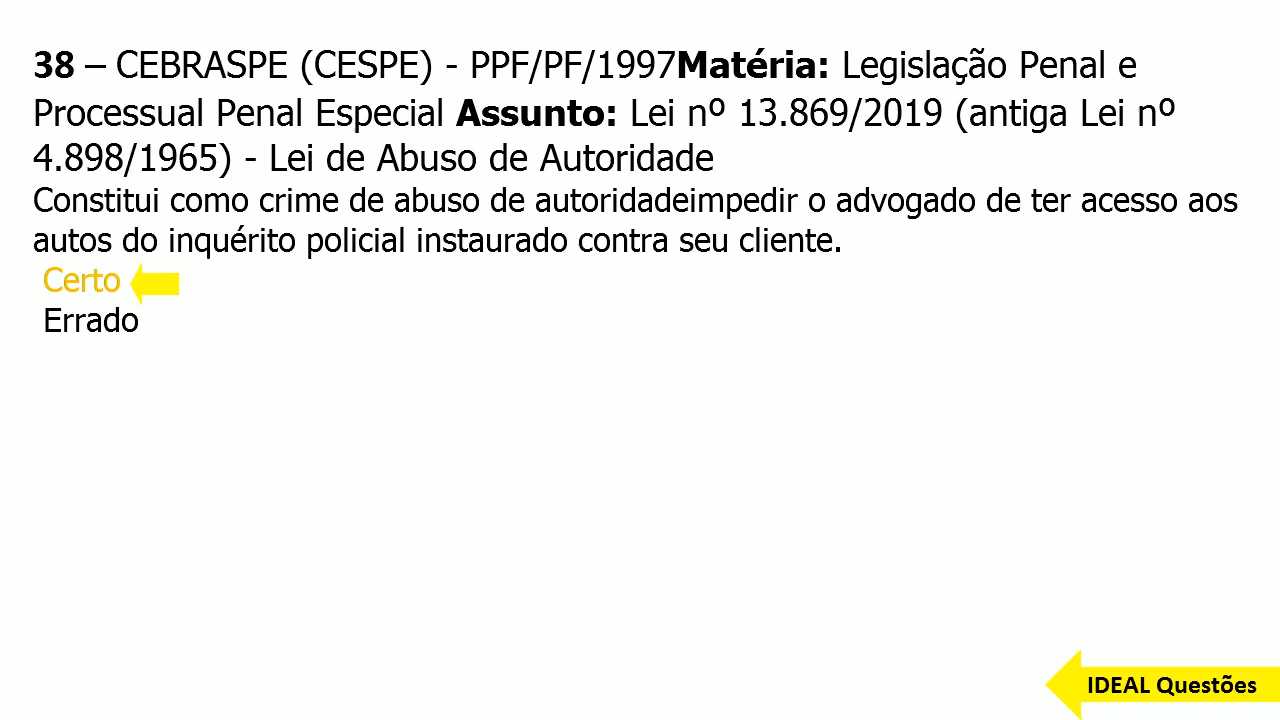 38 – CEBRASPE (CESPE) - PPF/PF/1997Matéria: Legislação Penal e
Processual Penal Especial Assunto: Lei nº 13.869/2019 (antiga Lei nº
4.898/1965) - Lei de Abuso de Autoridade
Constitui como crime de abuso de autoridadeimpedir o advogado de ter acesso aos
autos do inquérito policial instaurado contra seu cliente.
Certo
Errado
IDEAL Questões